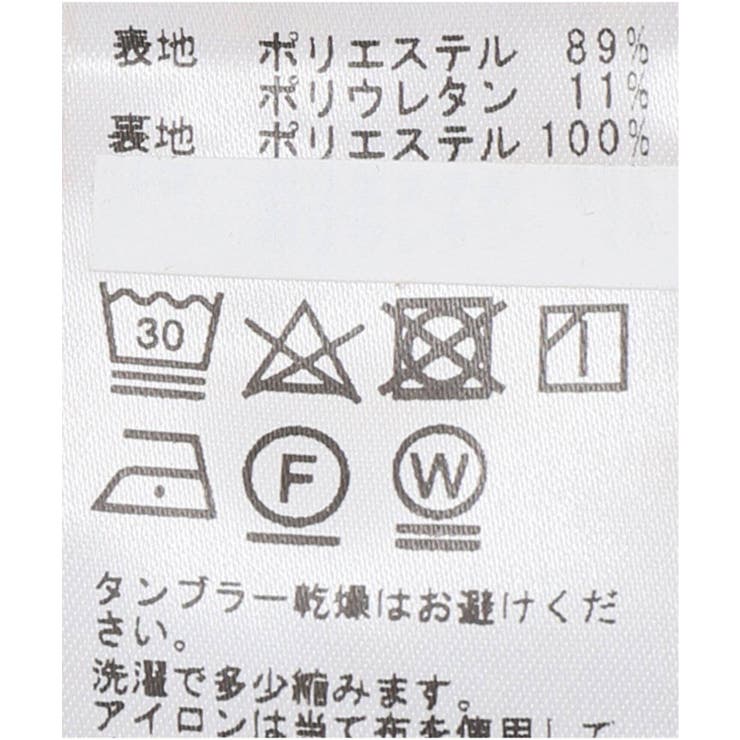 表地 ポリエステル 89%
ポリウレタン 11%
裏地 ポリエステル 100%
30
F W
タンブラー乾燥はお避けくだ
さい。
洗濯で多少縮みます。
アイロンは当て布を使用して